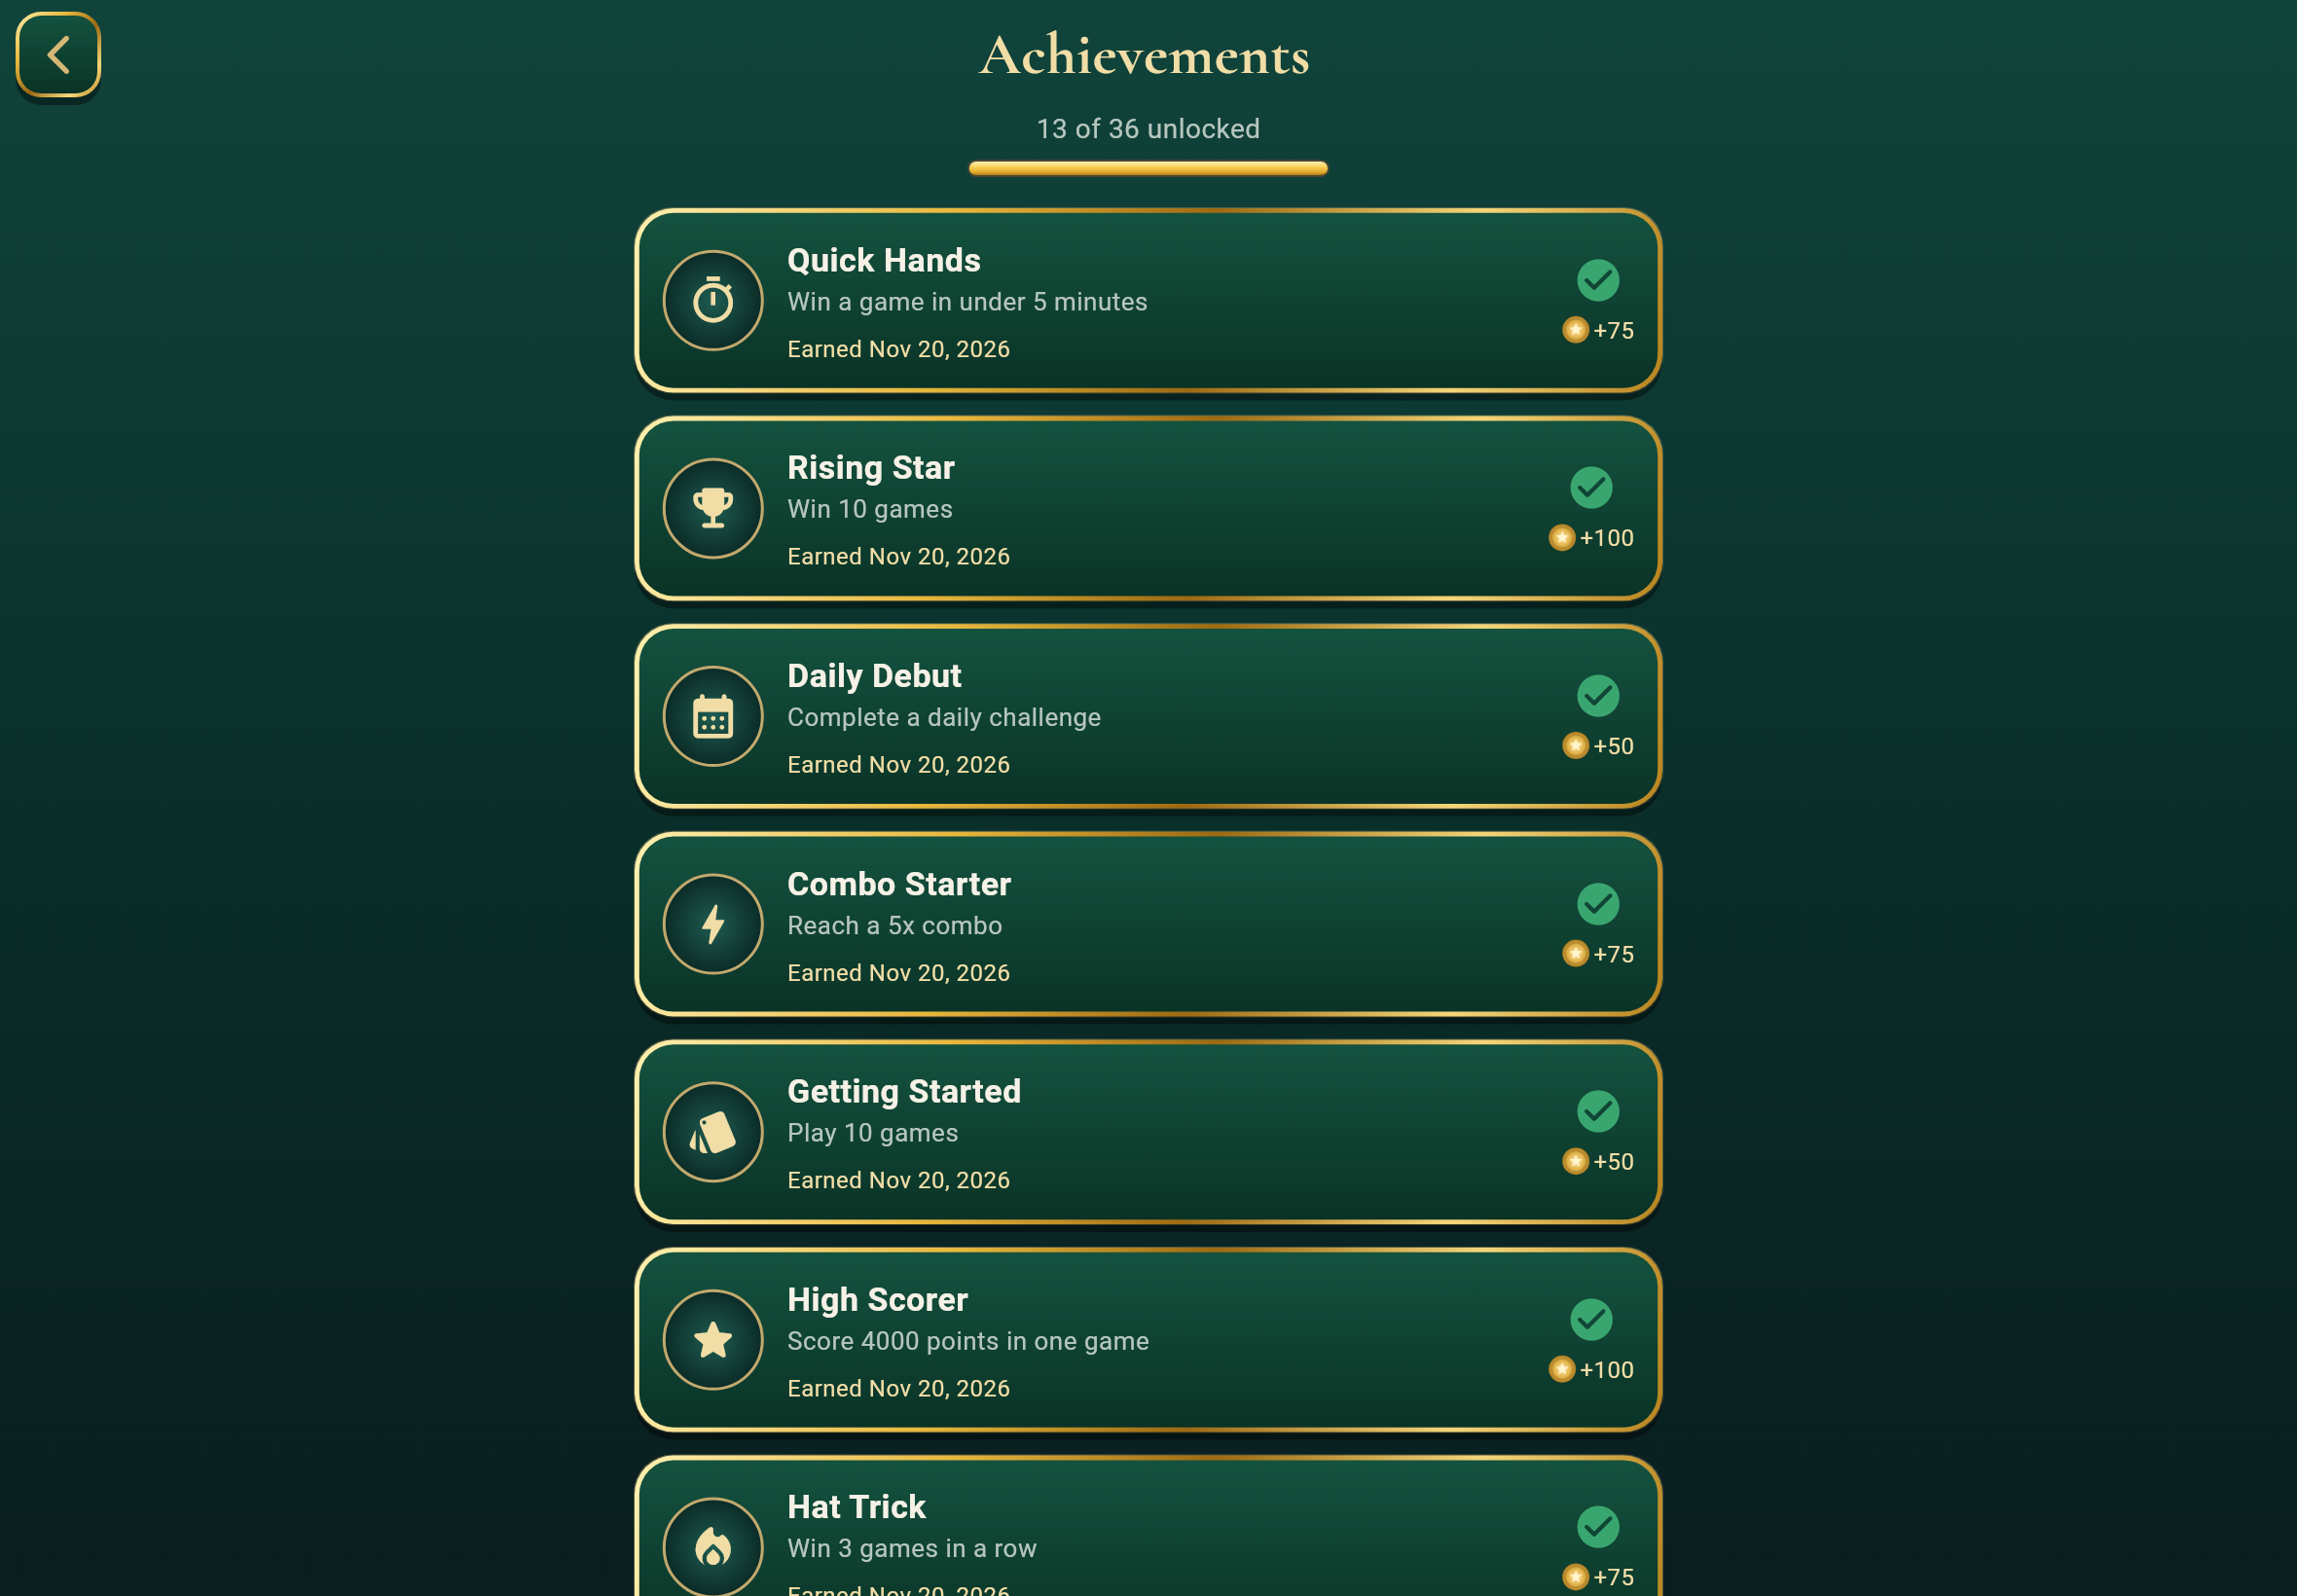 Achievements
13 of 36 unlocked
Quick Hands
Win a game in under 5 minutes
Earned Nov 20, 2026
+75
Rising Star
Win 10 games
Earned Nov 20, 2026
+100
Daily Debut
Complete a daily challenge
Earned Nov 20, 2026
+50
Combo Starter
Reach a 5x combo
Earned Nov 20, 2026
+75
Getting Started
Play 10 games
Earned Nov 20, 2026
+50
High Scorer
Score 4000 points in one game
Earned Nov 20, 2026
+100
Hat Trick
Win 3 games in a row
Earned Nov 20, 2026
+75